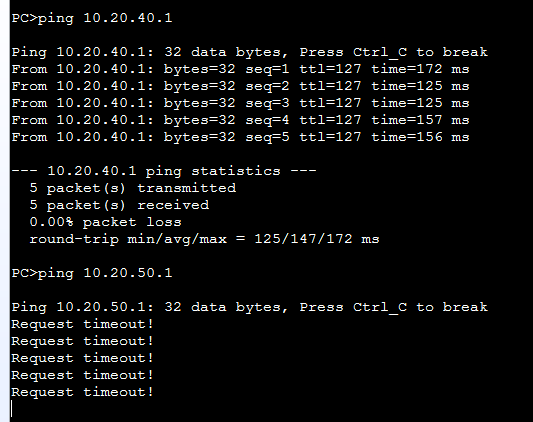 PC>ping 10.20.40.1
Ping 10.20.40.1: 32 data bytes, Press Ctrl_C to break
From 10.20.40.1: bytes=32 seq=1 ttl=127 time=172 ms
From 10.20.40.1: bytes=32 seq=2 ttl=127 time=125 ms
From 10.20.40.1: bytes=32 seq=3 ttl=127 time=125 ms
From 10.20.40.1: bytes=32 seq=4 ttl=127 time=157 ms
From 10.20.40.1: bytes=32 seq=5 ttl=127 time=156 ms
--- 10.20.40.1 ping statistics ---
5 packet(s) transmitted
5 packet(s) received
0.00% packet loss
round-trip min/avg/max = 125/147/172 ms
PC>ping 10.20.50.1
Ping 10.20.50.1: 32 data bytes, Press Ctrl_C to break
Request timeout!
Request timeout!
Request timeout!
Request timeout!
Request timeout!